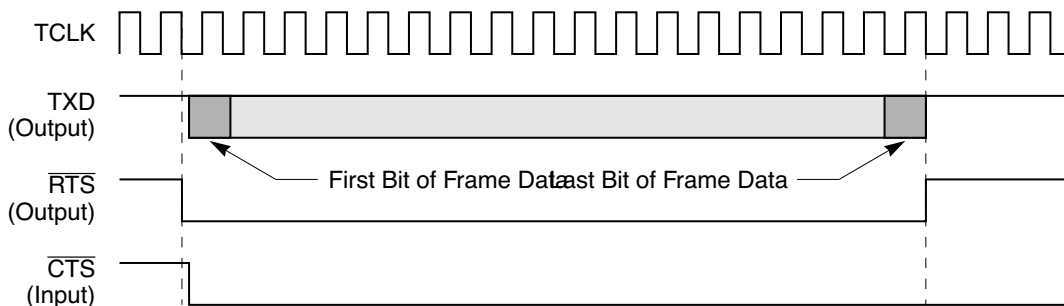 TCLK
TXD
(Output)
First Bit of Frame Data
Last Bit of Frame Data
RTS
(Output)
CTS
(Input)